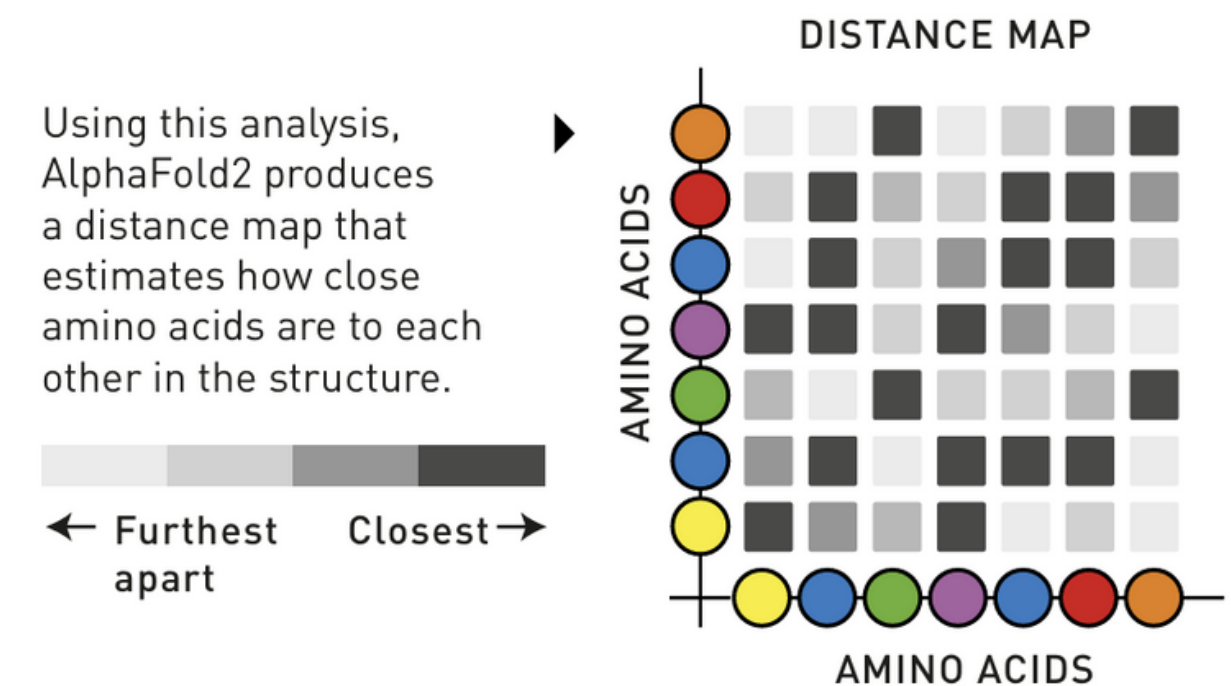 DISTANCE MAP
Using this analysis,
AlphaFold2 produces
a distance map that
estimates how close
amino acids are to each
other in the structure.
Furthest
apart
Closest
AMINO ACIDS
AMINO ACIDS